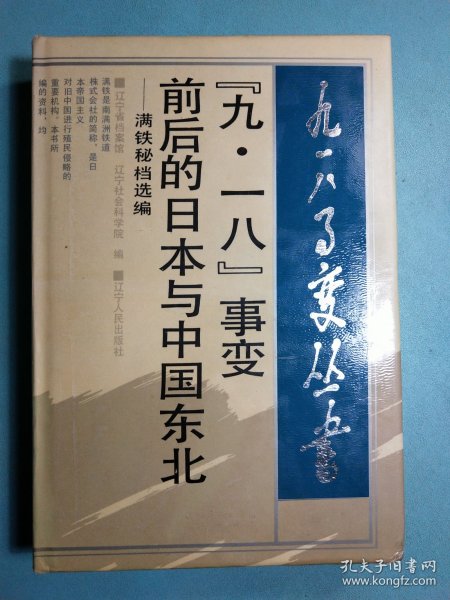 九一八事变丛书
『九·一八』事变
前后的日本与中国东北
——满铁秘档选编
■辽宁省档案馆 辽宁社会科学院 编 ■辽宁人民出版社
满铁是南满洲铁道
株式会社的简称，是日
本帝国主义
对旧中国进行殖民侵略的
重要机构。本书所
编的资料，均
孔夫子旧书网
www.kongfz.com